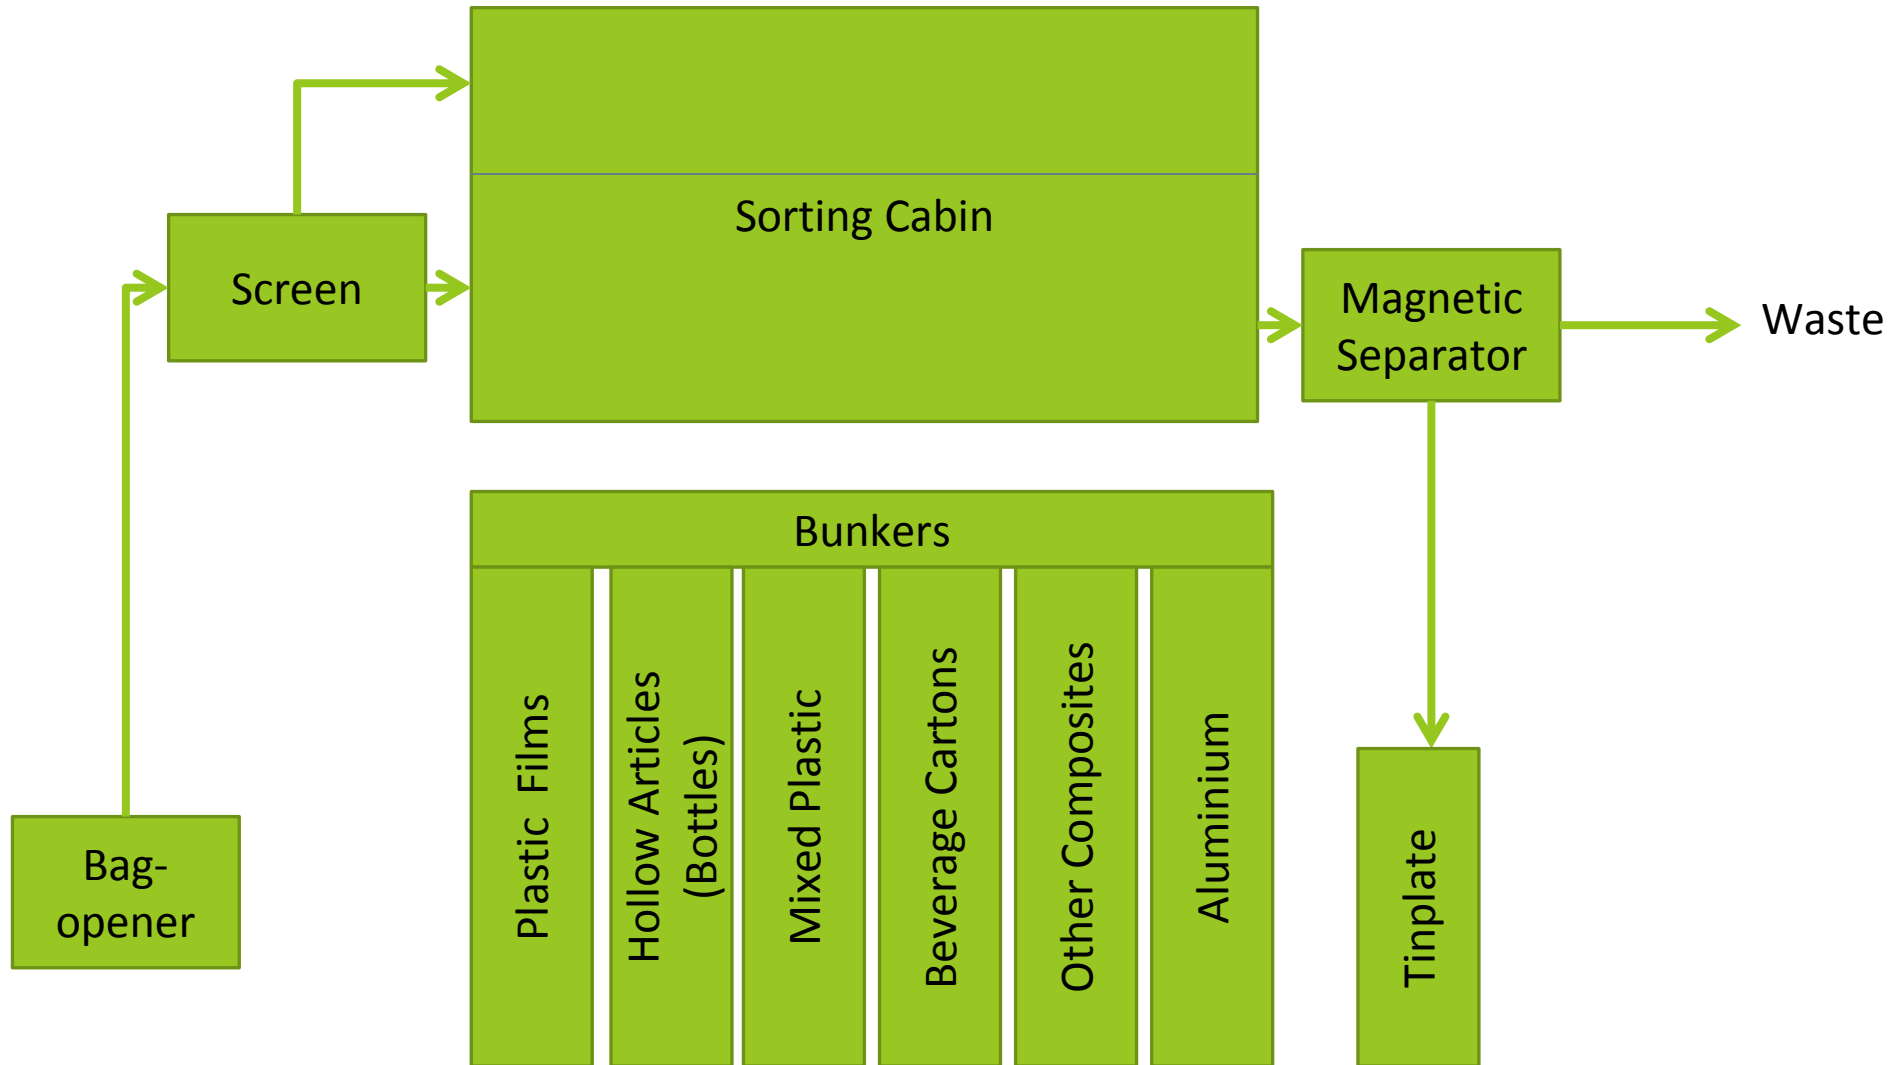 Sorting Cabin
Screen
Magnetic
Separator
Waste
Bunkers
Plastic Films
Hollow Articles
(Bottles)
Mixed Plastic
Beverage Cartons
Other Composites
Aluminium
Tinplate
Bag-
opener